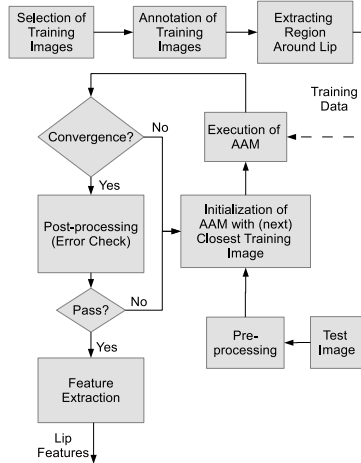 Selection of
Training
Images
Annotation of
Training
Images
Extracting
Region
Around Lip
Training
Data
Convergence?
No
Execution of
AAM
Yes
Post-processing
(Error Check)
Initialization of
AAM with (next)
Closest Training
Image
Pass?
No
Yes
Pre-
processing
Test
Image
Feature
Extraction
Lip
Features